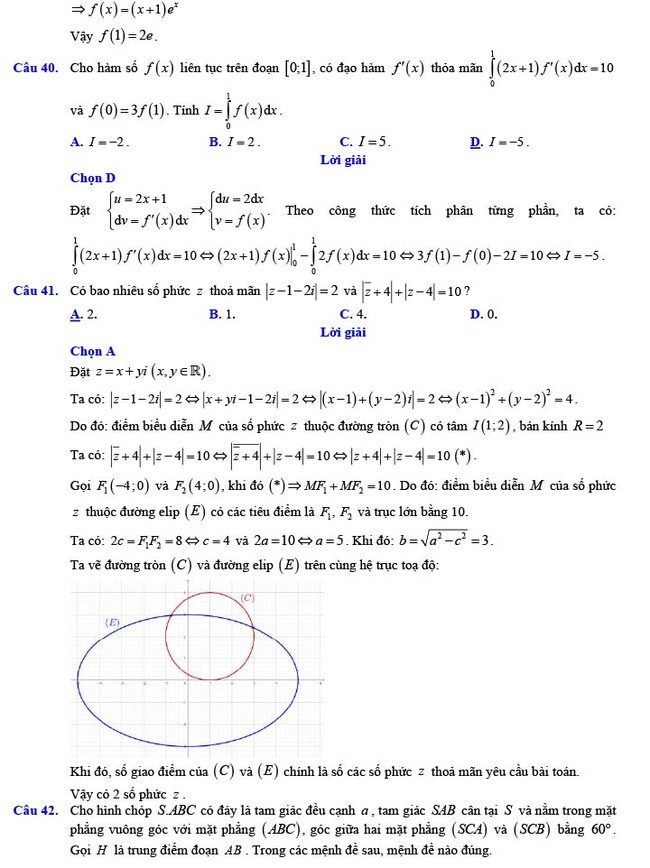 ⇒ f(x) = (x+1)eˣ
Vậy f(1) = 2e.
Câu 40. Cho hàm số f(x) liên tục trên đoạn [0;1], có đạo hàm f′(x) thỏa mãn ∫₀¹(2x+1)f′(x)dx = 10
và f(0) = 3f(1). Tính I = ∫₀¹ f(x)dx.
A. I = −2. B. I = 2. C. I = 5. D. I = −5.
Lời giải
Chọn D
Đặt {u = 2x+1; dv = f′(x)dx ⇒ {du = 2dx; v = f(x). Theo công thức tích phân từng phần, ta có:
∫₀¹(2x+1)f′(x)dx = 10 ⇔ (2x+1)f(x)|₀¹ − ∫₀¹2f(x)dx = 10 ⇔ 3f(1) − f(0) − 2I = 10 ⇔ I = −5.
Câu 41. Có bao nhiêu số phức z thoả mãn |z−1−2i| = 2 và |z̅+4|+|z−4| = 10?
A. 2. B. 1. C. 4. D. 0.
Lời giải
Chọn A
Đặt z = x + yi (x, y ∈ ℝ).
Ta có: |z−1−2i| = 2 ⇔ |x+yi−1−2i| = 2 ⇔ |(x−1)+(y−2)i| = 2 ⇔ (x−1)²+(y−2)² = 4.
Do đó: điểm biểu diễn M của số phức z thuộc đường tròn (C) có tâm I(1;2), bán kính R = 2
Ta có: |z̅+4|+|z−4| = 10 ⇔ |z̅+̅4̅|+|z−4| = 10 ⇔ |z+4|+|z−4| = 10 (*).
Gọi F₁(−4;0) và F₂(4;0), khi đó (*) ⇒ MF₁ + MF₂ = 10. Do đó: điểm biểu diễn M của số phức
z thuộc đường elip (E) có các tiêu điểm là F₁, F₂ và trục lớn bằng 10.
Ta có: 2c = F₁F₂ = 8 ⇔ c = 4 và 2a = 10 ⇔ a = 5. Khi đó: b = √(a²−c²) = 3.
Ta vẽ đường tròn (C) và đường elip (E) trên cùng hệ trục toạ độ:
(C)
(E)
Khi đó, số giao điểm của (C) và (E) chính là số các số phức z thoả mãn yêu cầu bài toán.
Vậy có 2 số phức z.
Câu 42. Cho hình chóp S.ABC có đáy là tam giác đều cạnh a, tam giác SAB cân tại S và nằm trong mặt
phẳng vuông góc với mặt phẳng (ABC), góc giữa hai mặt phẳng (SCA) và (SCB) bằng 60°.
Gọi H là trung điểm đoạn AB. Trong các mệnh đề sau, mệnh đề nào đúng.